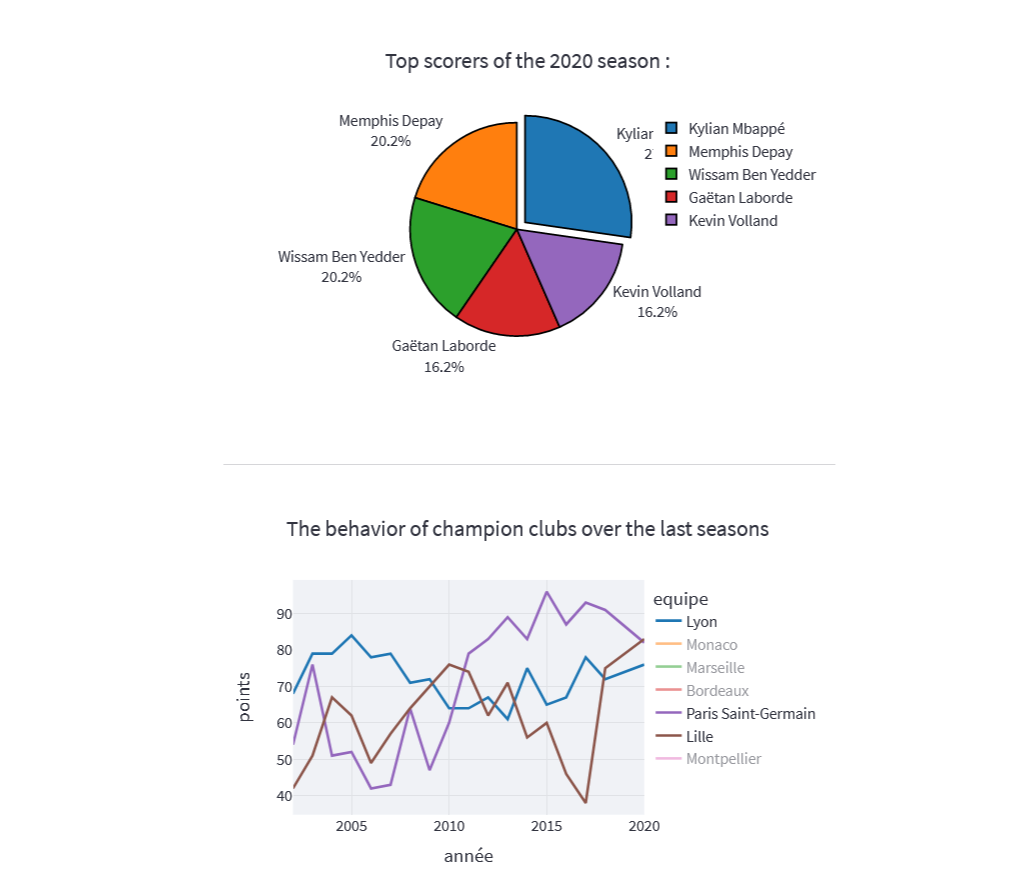 Top scorers of the 2020 season :
Memphis Depay
20.2%
Kyliar
2
Kylian Mbappé
Memphis Depay
Wissam Ben Yedder
Gaëtan Laborde
Kevin Volland
Wissam Ben Yedder
20.2%
Kevin Volland
16.2%
Gaëtan Laborde
16.2%
The behavior of champion clubs over the last seasons
points
90
80
70
60
50
40
2005
2010
2015
2020
année
equipe
Lyon
Monaco
Marseille
Bordeaux
Paris Saint-Germain
Lille
Montpellier